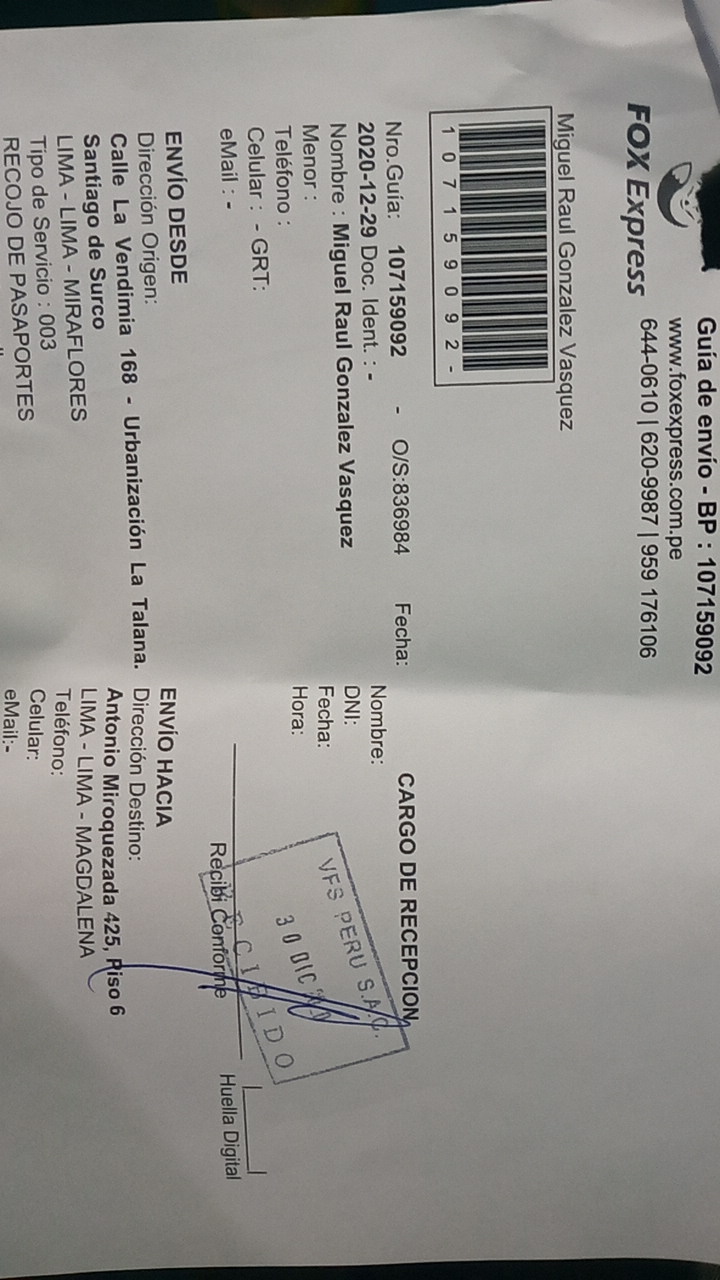 FOX Express
Guía de envío - BP : 107159092
www.foxexpress.com.pe
644-0610 | 620-9987 | 959 176106
Miguel Raul Gonzalez Vasquez
1 0 7 1 5 9 0 9 2 -
Nro.Guía: 107159092 - O/S:836984 Fecha:
2020-12-29 Doc. Ident. : -
Nombre : Miguel Raul Gonzalez Vasquez
Menor :
Teléfono :
Celular : - GRT:
eMail : -
ENVÍO DESDE
Dirección Origen:
Calle La Vendimia 168 - Urbanización La Talana.
Santiago de Surco
LIMA - LIMA - MIRAFLORES
Tipo de Servicio : 003
RECOJO DE PASAPORTES
CARGO DE RECEPCION
Nombre:
DNI:
Fecha:
Hora:
VFS PERU S.A.C.
30 DIC
RECIBIDO
Recibí Conforme
Huella Digital
ENVÍO HACIA
Dirección Destino:
Antonio Miroquezada 425, Piso 6
LIMA - LIMA - MAGDALENA
Teléfono:
Celular:
eMail:-